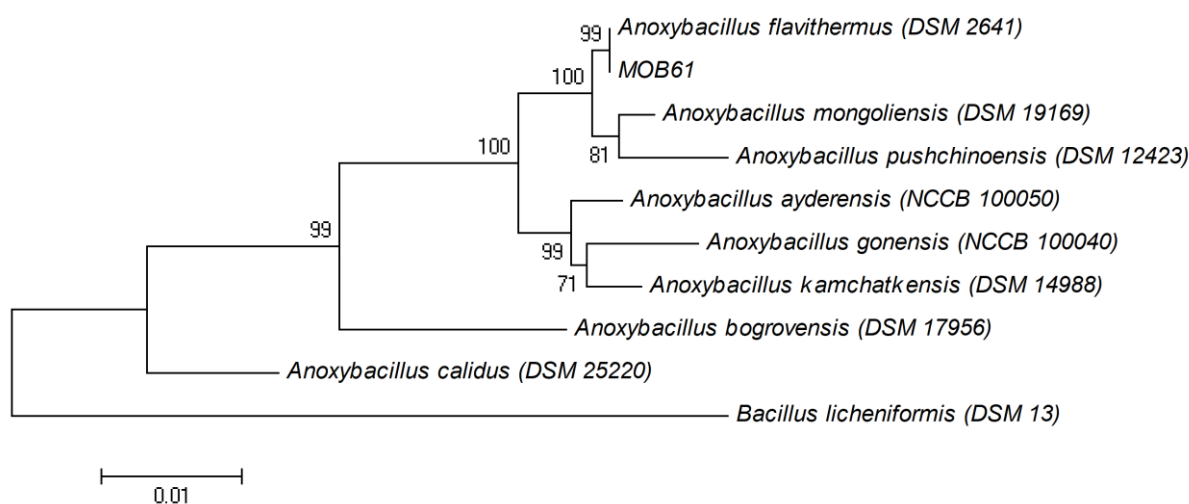 99
Anoxybacillus flavithermus (DSM 2641)
MOB61
100
Anoxybacillus mongoliensis (DSM 19169)
81
Anoxybacillus pushchinoensis (DSM 12423)
100
Anoxybacillus ayderensis (NCCB 100050)
99
Anoxybacillus gonensis (NCCB 100040)
99
71
Anoxybacillus kamchatkensis (DSM 14988)
Anoxybacillus bogrovensis (DSM 17956)
Anoxybacillus calidus (DSM 25220)
Bacillus licheniformis (DSM 13)
0.01